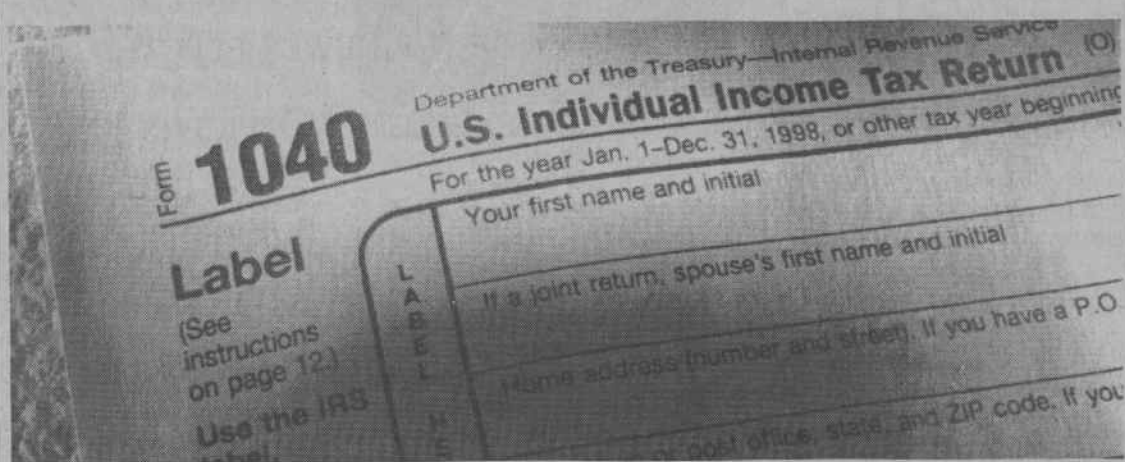 Department of the Treasury—Internal Revenue Service
Form 1040 U.S. Individual Income Tax Return (O)
For the year Jan. 1–Dec. 31, 1998, or other tax year beginning
Your first name and initial
Label
(See
instructions
on page 12.)
Use the IRS
label.
L
A
B
E
L
H
E
If a joint return, spouse's first name and initial
Home address (number and street). If you have a P.O.
or post office, state, and ZIP code. If you